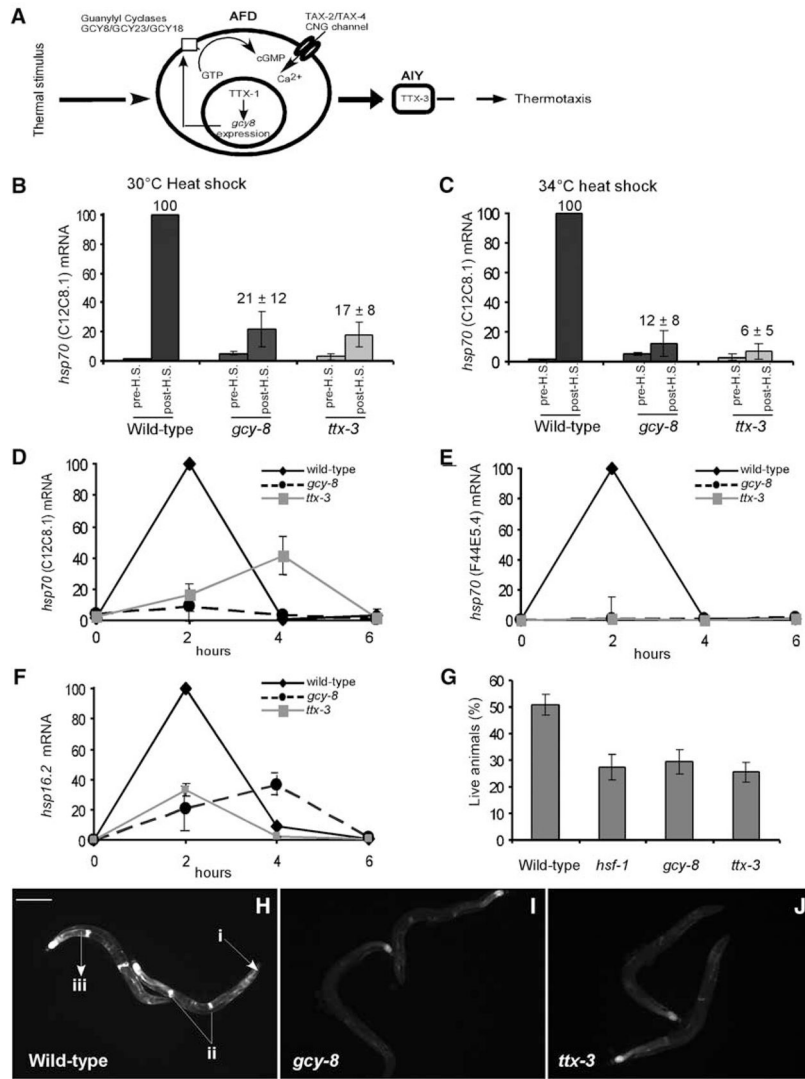 A
Guanylyl Cyclases
GCY8/GCY23/GCY18
AFD
TAX-2/TAX-4
CNG channel
Thermal stimulus
cGMP
GTP
Ca2+
TTX-1
gcy8
expression
AIY
TTX-3
Thermotaxis
B
30°C Heat shock
hsp70 (C12C8.1) mRNA
100
80
60
40
20
0
100
21 ± 12
17 ± 8
pre-H.S.
post-H.S.
pre-H.S.
post-H.S.
pre-H.S.
post-H.S.
Wild-type
gcy-8
ttx-3
C
34°C heat shock
hsp70 (C12C8.1) mRNA
100
80
60
40
20
0
100
12 ± 8
6 ± 5
pre-H.S.
post-H.S.
pre-H.S.
post-H.S.
pre-H.S.
post-H.S.
Wild-type
gcy-8
ttx-3
D
hsp70 (C12C8.1) mRNA
100
80
60
40
20
0
wild-type
gcy-8
ttx-3
0
2
4
6
hours
E
hsp70 (F44E5.4) mRNA
100
80
60
40
20
0
wild-type
gcy-8
ttx-3
0
2
4
6
hours
F
hsp16.2 mRNA
100
80
60
40
20
0
wild-type
gcy-8
ttx-3
0
2
4
6
hours
G
Live animals (%)
60
50
40
30
20
10
0
Wild-type
hsf-1
gcy-8
ttx-3
H
i
iii
ii
Wild-type
I
gcy-8
J
ttx-3